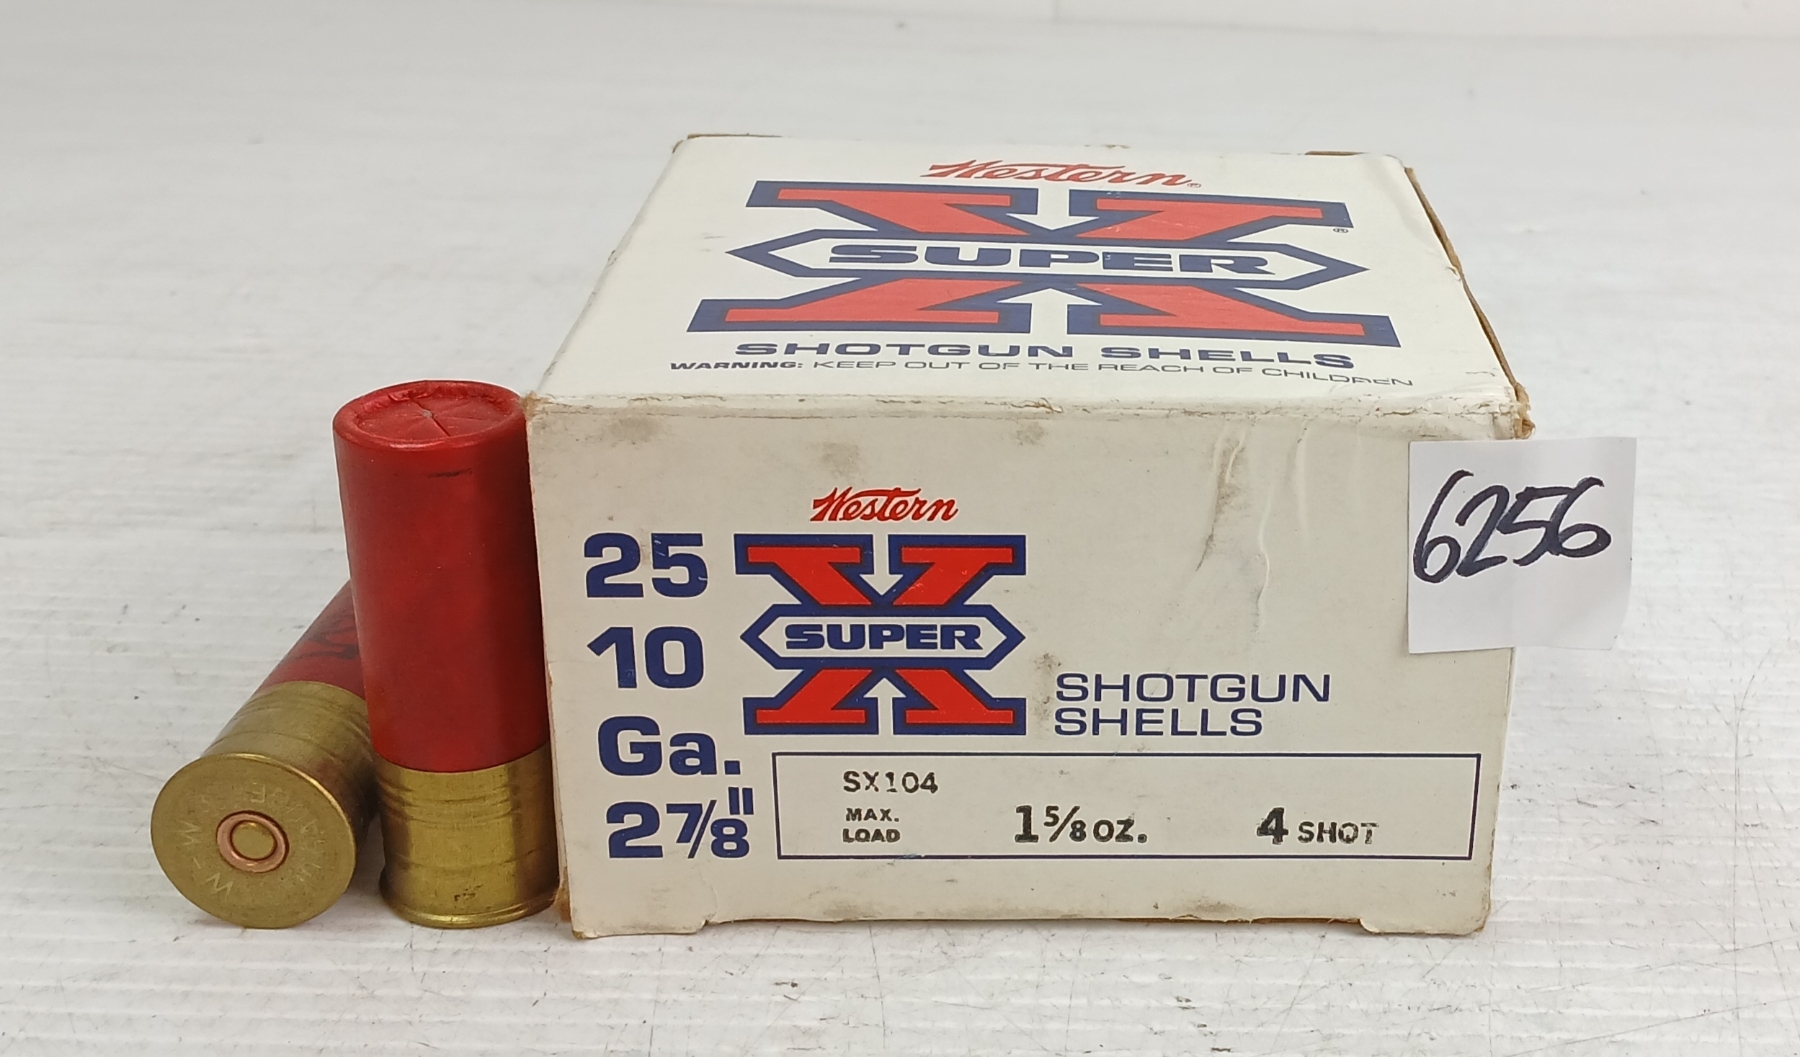 Western®
SUPER X ®
SHOTGUN SHELLS
WARNING: KEEP OUT OF THE REACH OF CHILDREN
6256
Western
25
10
Ga.
2⅞"
SUPER X
SHOTGUN
SHELLS
SX104
MAX.
LOAD
1⅝ OZ.
4 SHOT
W-W